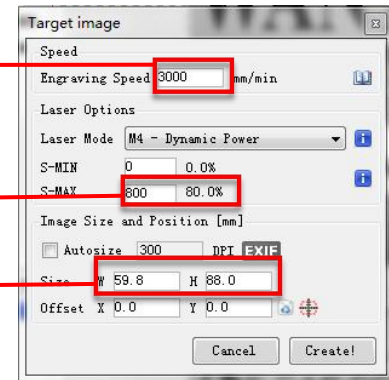 Target image
Speed
Engraving Speed 3000 mm/min
Laser Options
Laser Mode M4 - Dynamic Power
S-MIN 0 0.0%
S-MAX 800 80.0%
Image Size and Position [mm]
Autosize 300 DPI EXIF
Size W 59.8 H 88.0
Offset X 0.0 Y 0.0
Cancel Create!